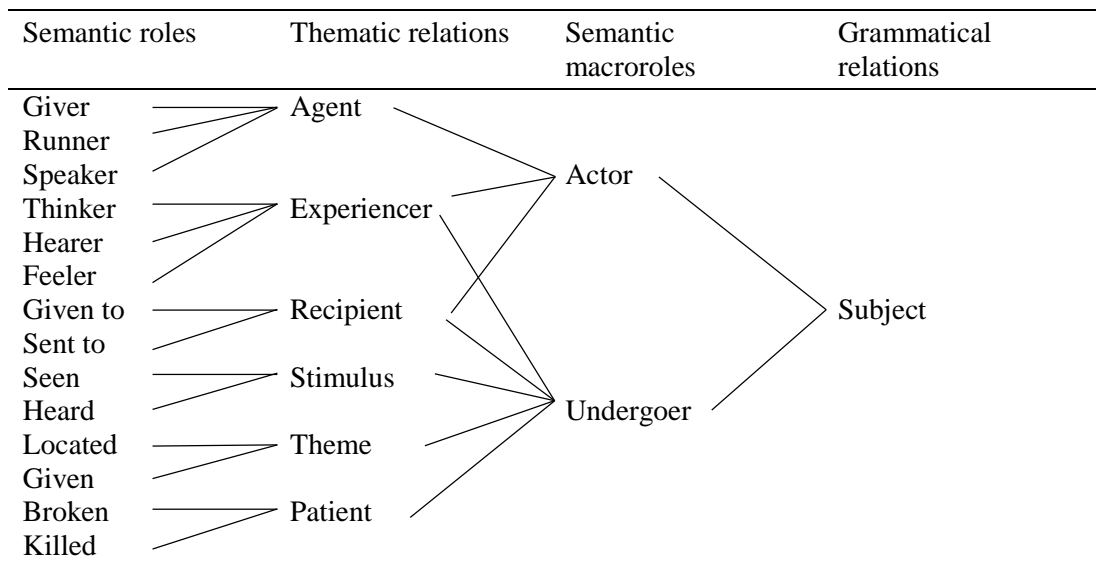 Semantic roles Thematic relations Semantic macroroles Grammatical relations
Giver Agent
Runner
Speaker Actor
Thinker Experiencer
Hearer
Feeler
Given to Recipient Subject
Sent to
Seen Stimulus
Heard Undergoer
Located Theme
Given
Broken Patient
Killed